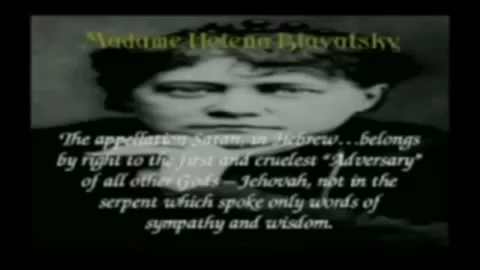 Madame Helena Blavatsky
The appellation Satan, in Hebrew...belongs
by right to the first and cruelest "Adversary"
of all other Gods—Jehovah, not in the
serpent which spoke only words of
sympathy and wisdom.